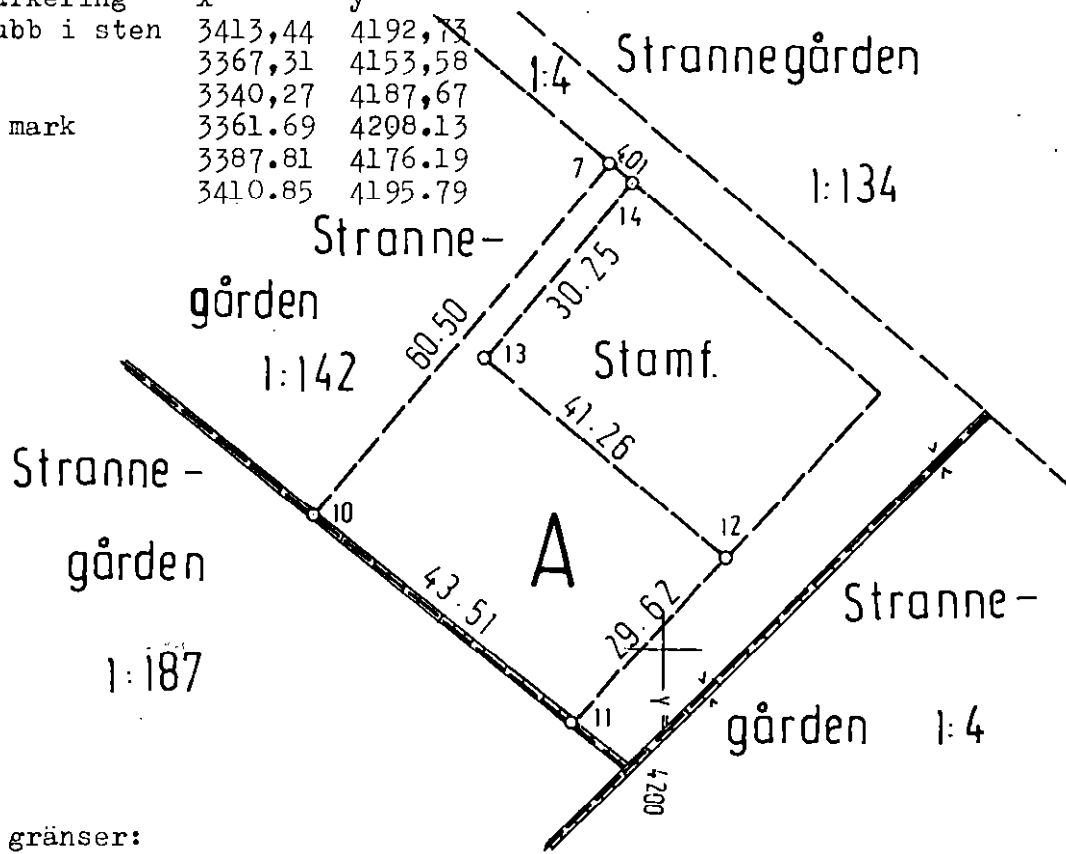 x y
i sten 3413,44 4192,73
3367,31 4153,58
3340,27 4187,67
mark 3361.69 4208.13
3387.81 4176.19
3410.85 4195.79
Strannegården
1:4
1:134
7
401
14
Stranne-
gården
1:142
60.50
30.25
13
Stamf.
41.26
Stranne-
gården
1:187
10
43.51
A
12
29.62
11
Stranne-
gården 1:4
Y =
4200
gränser: